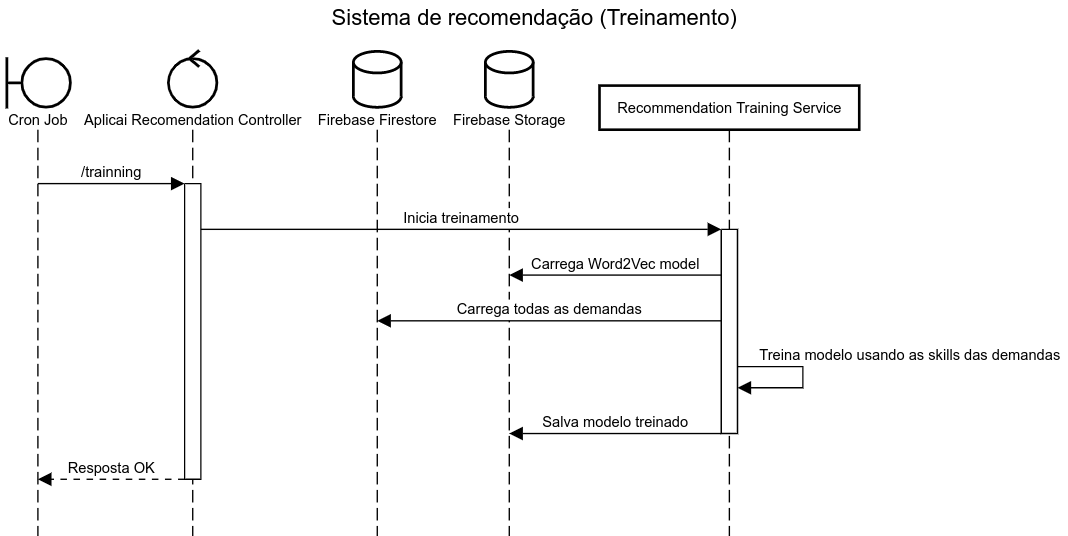 Sistema de recomendação (Treinamento)
Cron Job
Aplicai Recomendation Controller
Firebase Firestore
Firebase Storage
Recommendation Training Service
/trainning
Inicia treinamento
Carrega Word2Vec model
Carrega todas as demandas
Treina modelo usando as skills das demandas
Salva modelo treinado
Resposta OK